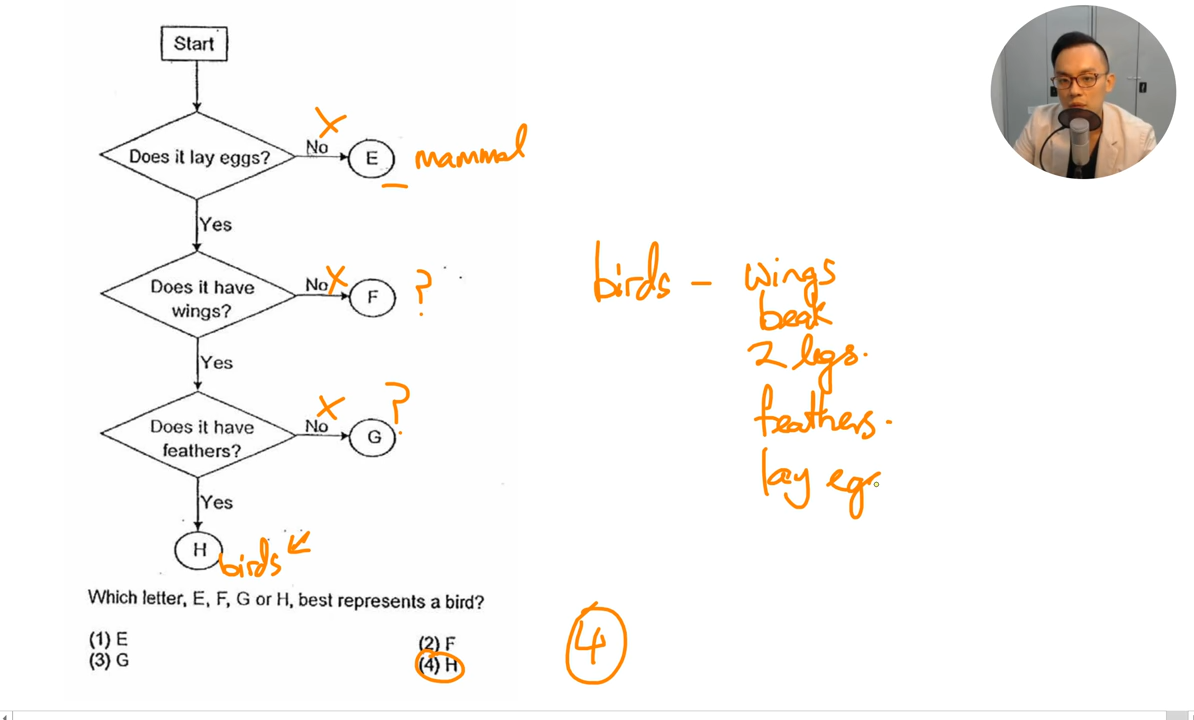 Start
X
Does it lay eggs? No E mammal
Yes
Does it have
wings? No X F ?
Yes
X ?
Does it have
feathers? No G
Yes
H birds
birds - wings
beak
2 legs.
feathers.
lay eg
Which letter, E, F, G or H, best represents a bird?
(1) E (2) F
(3) G (4) H
4